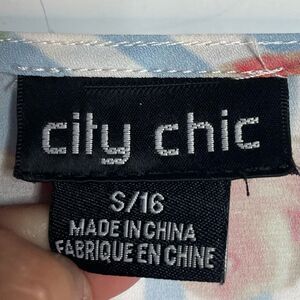 city chic
S/16
MADE IN CHINA
FABRIQUE EN CHINE